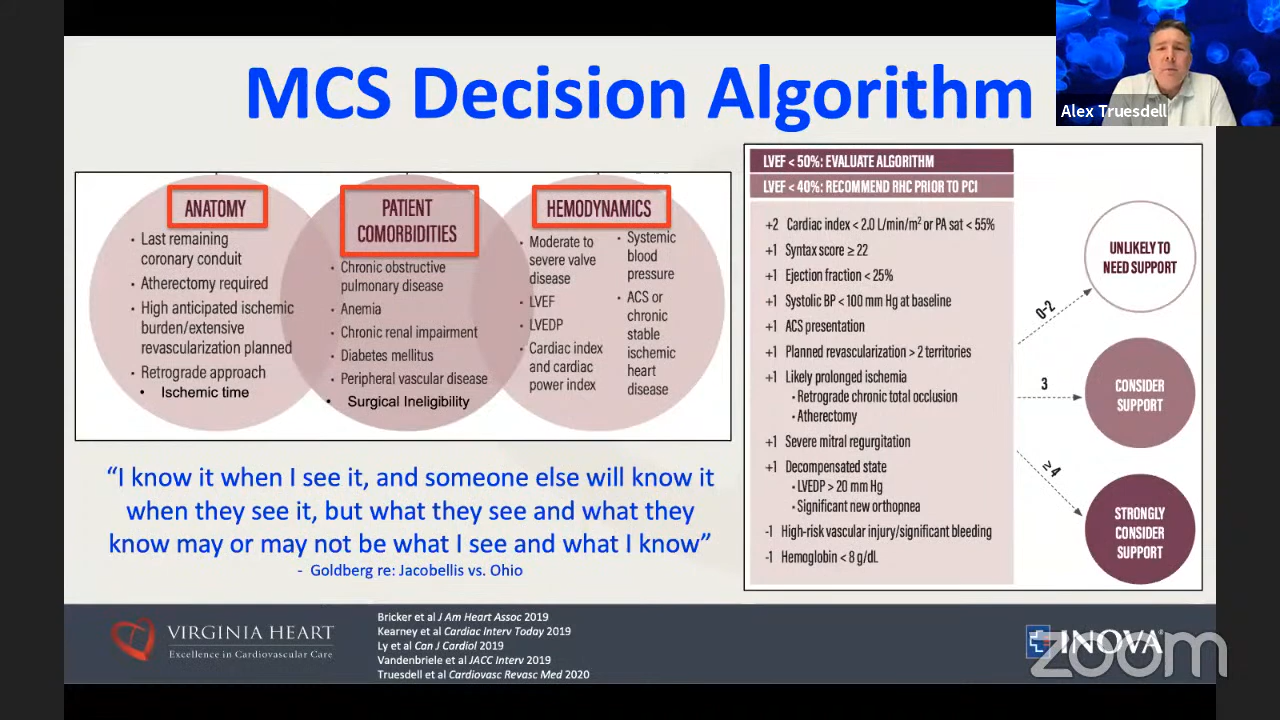 MCS Decision Algorithm
Alex Truesdell
ANATOMY
• Last remaining
coronary conduit
• Atherectomy required
• High anticipated ischemic
burden/extensive
revascularization planned
• Retrograde approach
• Ischemic time
PATIENT
COMORBIDITIES
• Chronic obstructive
pulmonary disease
• Anemia
• Chronic renal impairment
• Diabetes mellitus
• Peripheral vascular disease
• Surgical Ineligibility
HEMODYNAMICS
• Moderate to
severe valve
disease
• LVEF
• LVEDP
• Cardiac index
and cardiac
power index
• Systemic
blood
pressure
• ACS or
chronic
stable
ischemic
heart
disease
“I know it when I see it, and someone else will know it
when they see it, but what they see and what they
know may or may not be what I see and what I know”
- Goldberg re: Jacobellis vs. Ohio
LVEF < 50%: EVALUATE ALGORITHM
LVEF < 40%: RECOMMEND RHC PRIOR TO PCI
+2 Cardiac index < 2.0 L/min/m² or PA sat < 55%
+1 Syntax score ≥ 22
+1 Ejection fraction < 25%
+1 Systolic BP < 100 mm Hg at baseline
+1 ACS presentation
+1 Planned revascularization > 2 territories
+1 Likely prolonged ischemia
• Retrograde chronic total occlusion
• Atherectomy
+1 Severe mitral regurgitation
+1 Decompensated state
• LVEDP > 20 mm Hg
• Significant new orthopnea
-1 High-risk vascular injury/significant bleeding
-1 Hemoglobin < 8 g/dL
0-2
UNLIKELY TO
NEED SUPPORT
3
CONSIDER
SUPPORT
≥ 4
STRONGLY
CONSIDER
SUPPORT
VIRGINIA HEART
Excellence in Cardiovascular Care
Bricker et al J Am Heart Assoc 2019
Kearney et al Cardiac Interv Today 2019
Ly et al Can J Cardiol 2019
Vandenbriele et al JACC Interv 2019
Truesdell et al Cardiovasc Revasc Med 2020
INOVA
zoom